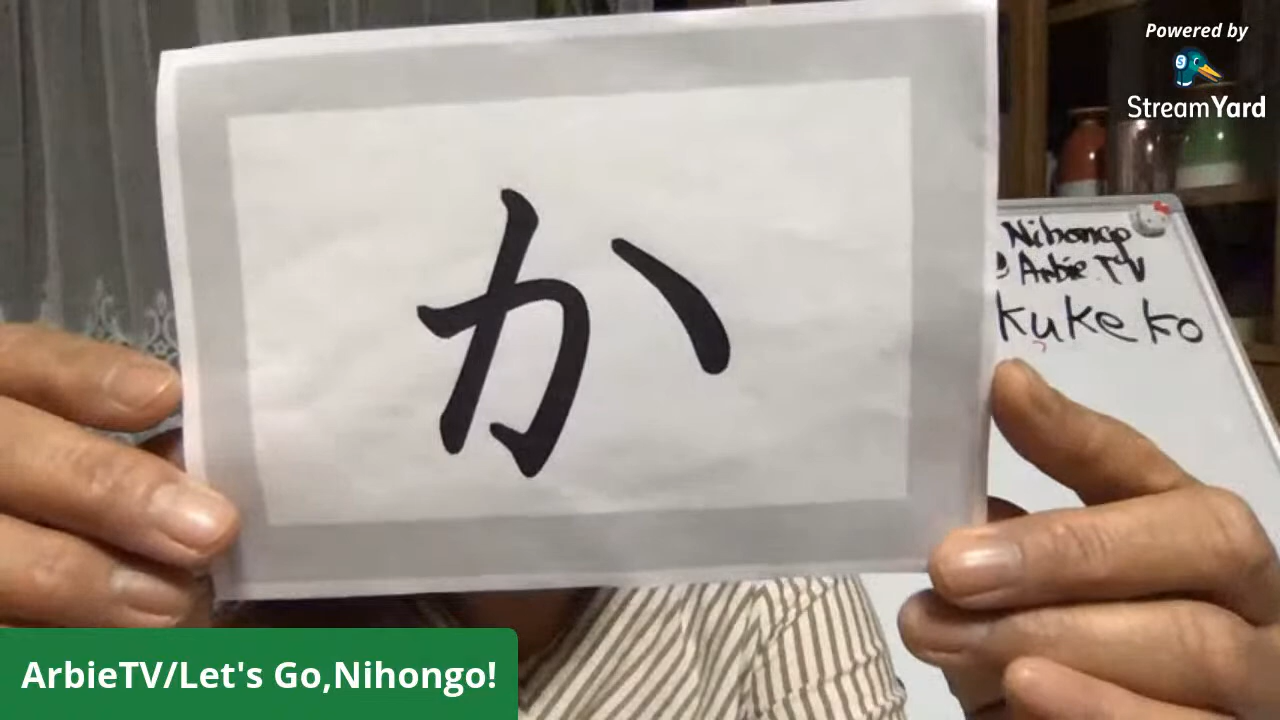 Powered by
StreamYard
か
Nihongo
Arbie TV
kukeko
ArbieTV/Let's Go,Nihongo!